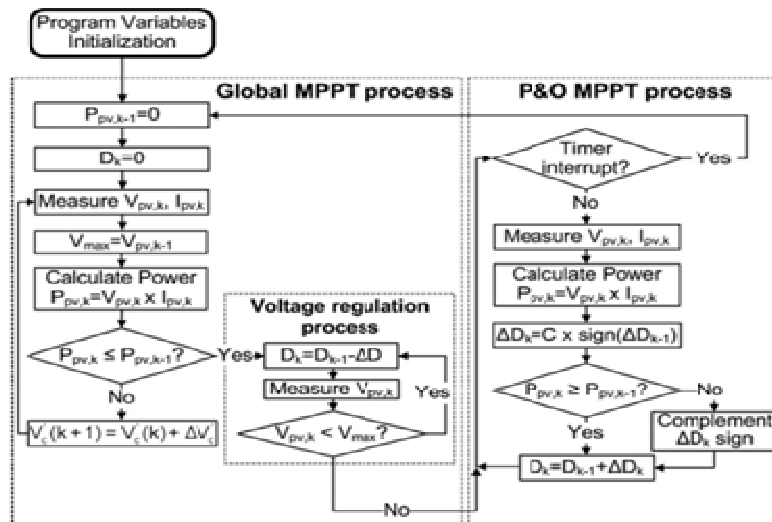 Program Variables
Initialization
Global MPPT process
P_pv,k-1=0
D_k=0
Measure V_pv,k, I_pv,k
V_max=V_pv,k-1
Calculate Power
P_pv,k=V_pv,k x I_pv,k
P_pv,k ≤ P_pv,k-1?
Yes
No
V_c(k+1) = V_c(k)+ ΔV_c
Voltage regulation
process
D_k=D_k-1-ΔD
Measure V_pv,k
Yes
V_pv,k < V_max?
No
P&O MPPT process
Timer
interrupt?
Yes
No
Measure V_pv,k, I_pv,k
Calculate Power
P_pv,k=V_pv,k x I_pv,k
ΔD_k=C x sign(ΔD_k-1)
P_pv,k ≥ P_pv,k-1?
No
Yes
Complement
ΔD_k sign
D_k=D_k-1+ΔD_k